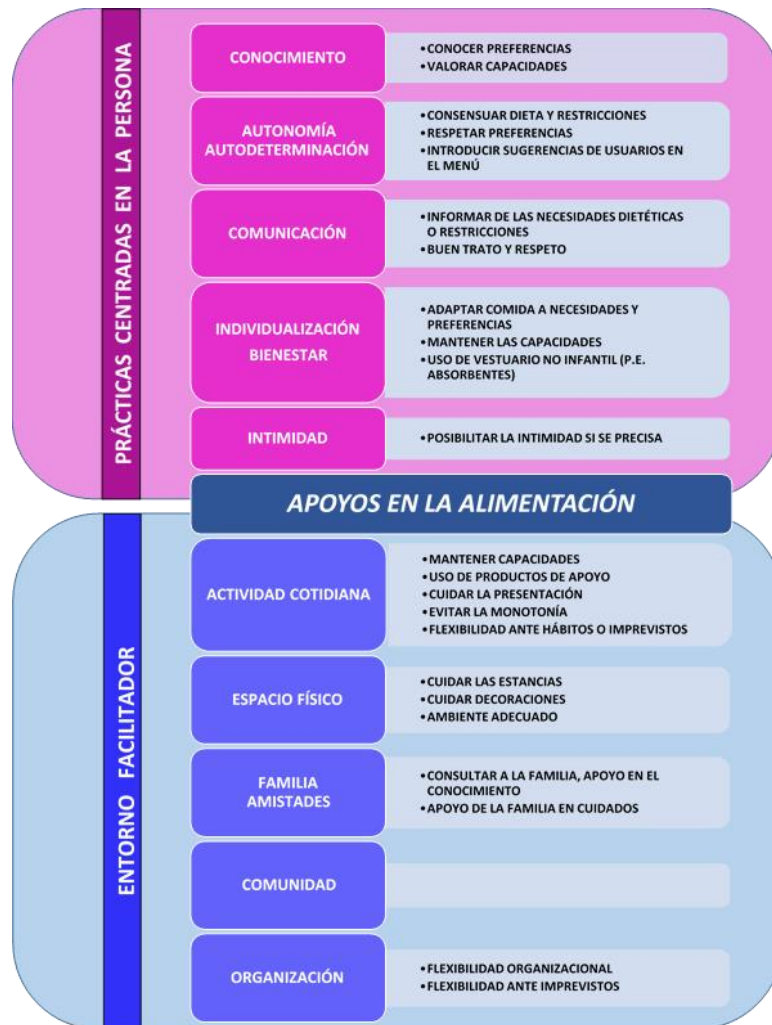 PRÁCTICAS CENTRADAS EN LA PERSONA
CONOCIMIENTO
•CONOCER PREFERENCIAS
•VALORAR CAPACIDADES
AUTONOMÍA
AUTODETERMINACIÓN
•CONSENSUAR DIETA Y RESTRICCIONES
•RESPETAR PREFERENCIAS
•INTRODUCIR SUGERENCIAS DE USUARIOS EN
EL MENÚ
COMUNICACIÓN
•INFORMAR DE LAS NECESIDADES DIETÉTICAS
O RESTRICCIONES
•BUEN TRATO Y RESPETO
INDIVIDUALIZACIÓN
BIENESTAR
•ADAPTAR COMIDA A NECESIDADES Y
PREFERENCIAS
•MANTENER LAS CAPACIDADES
•USO DE VESTUARIO NO INFANTIL (P.E.
ABSORBENTES)
INTIMIDAD
•POSIBILITAR LA INTIMIDAD SI SE PRECISA
APOYOS EN LA ALIMENTACIÓN
ENTORNO FACILITADOR
ACTIVIDAD COTIDIANA
•MANTENER CAPACIDADES
•USO DE PRODUCTOS DE APOYO
•CUIDAR LA PRESENTACIÓN
•EVITAR LA MONOTONÍA
•FLEXIBILIDAD ANTE HÁBITOS O IMPREVISTOS
ESPACIO FÍSICO
•CUIDAR LAS ESTANCIAS
•CUIDAR DECORACIONES
•AMBIENTE ADECUADO
FAMILIA
AMISTADES
•CONSULTAR A LA FAMILIA, APOYO EN EL
CONOCIMIENTO
•APOYO DE LA FAMILIA EN CUIDADOS
COMUNIDAD
ORGANIZACIÓN
•FLEXIBILIDAD ORGANIZACIONAL
•FLEXIBILIDAD ANTE IMPREVISTOS